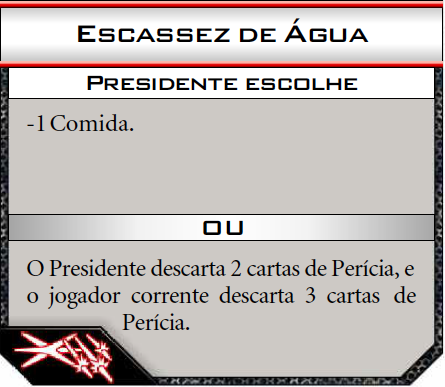 Escassez de Água
Presidente escolhe
-1 Comida.
OU
O Presidente descarta 2 cartas de Perícia, e
o jogador corrente descarta 3 cartas de
Perícia.